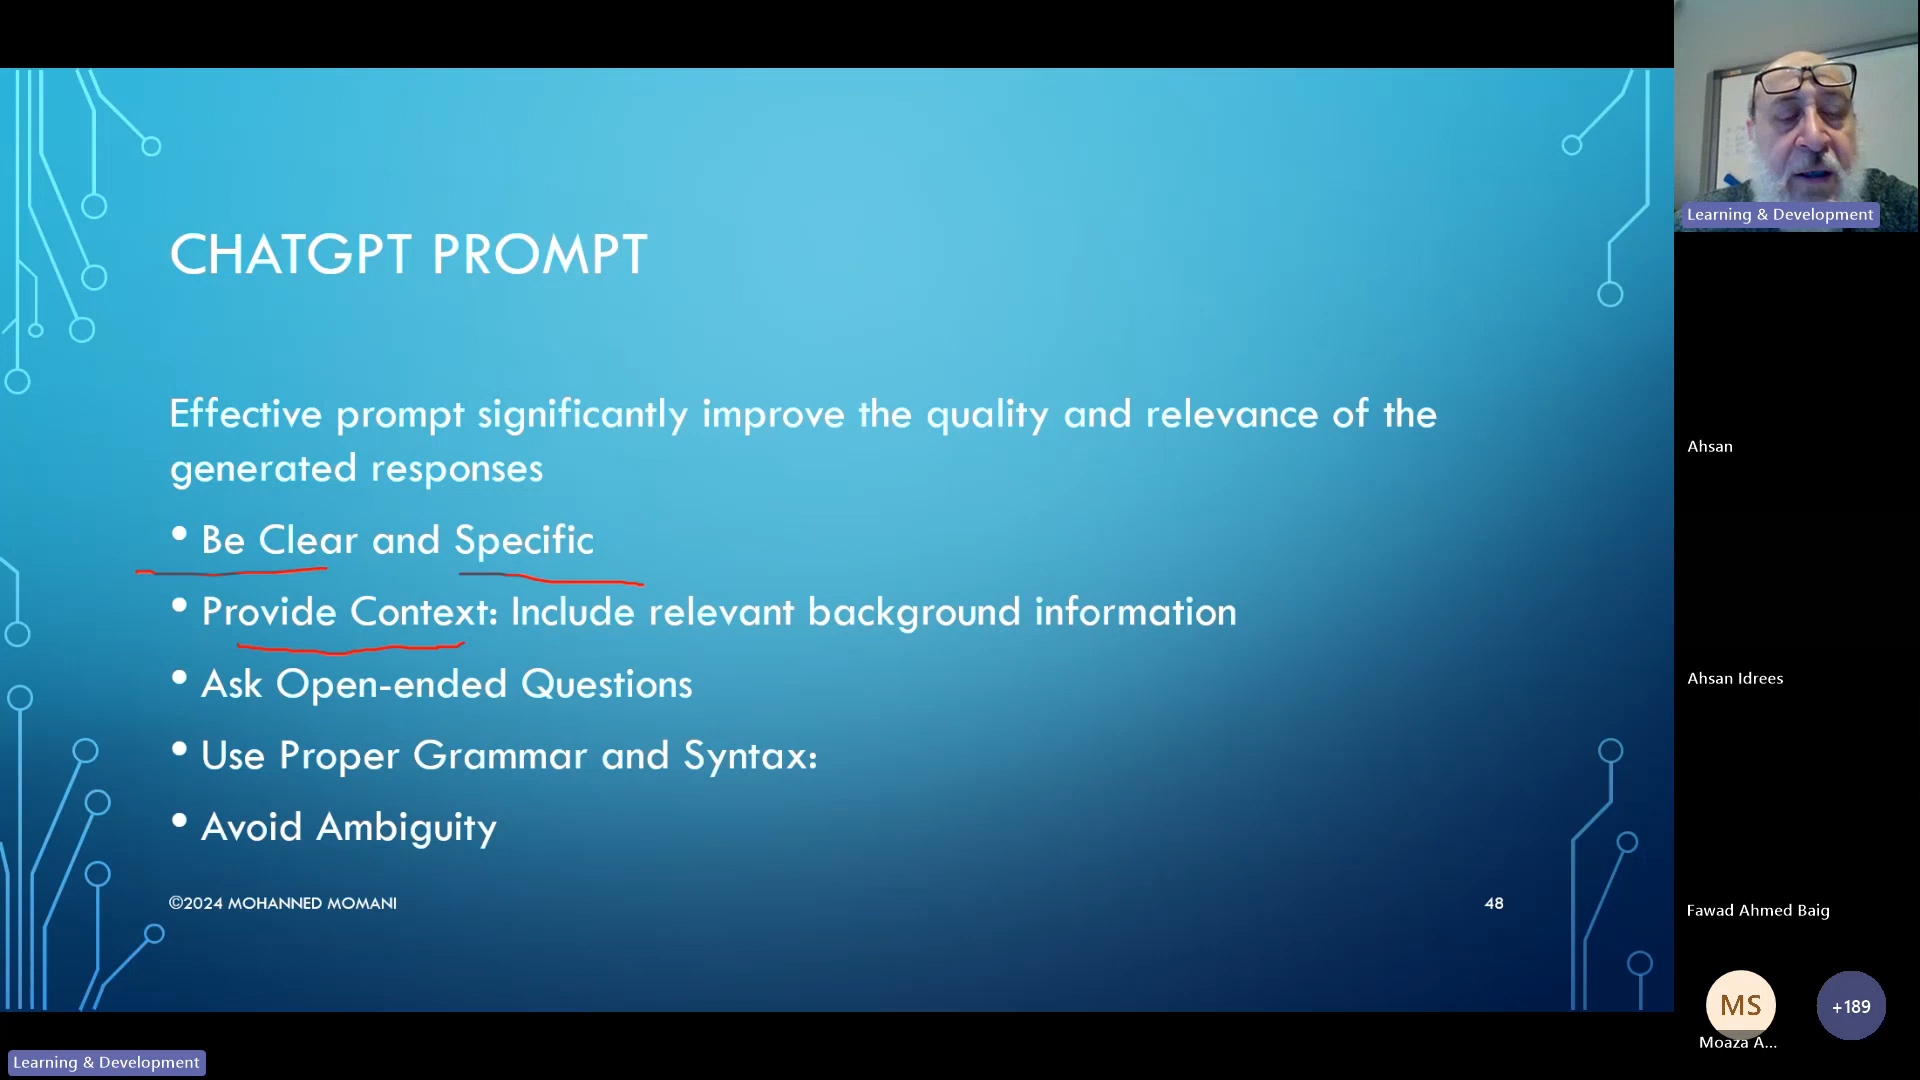 CHATGPT PROMPT
Effective prompt significantly improve the quality and relevance of the
generated responses
• Be Clear and Specific
• Provide Context: Include relevant background information
• Ask Open-ended Questions
• Use Proper Grammar and Syntax:
• Avoid Ambiguity
©2024 MOHANNED MOMANI
48
Learning & Development
Learning & Development
Ahsan
Ahsan Idrees
Fawad Ahmed Baig
MS
+189
Moaza A...